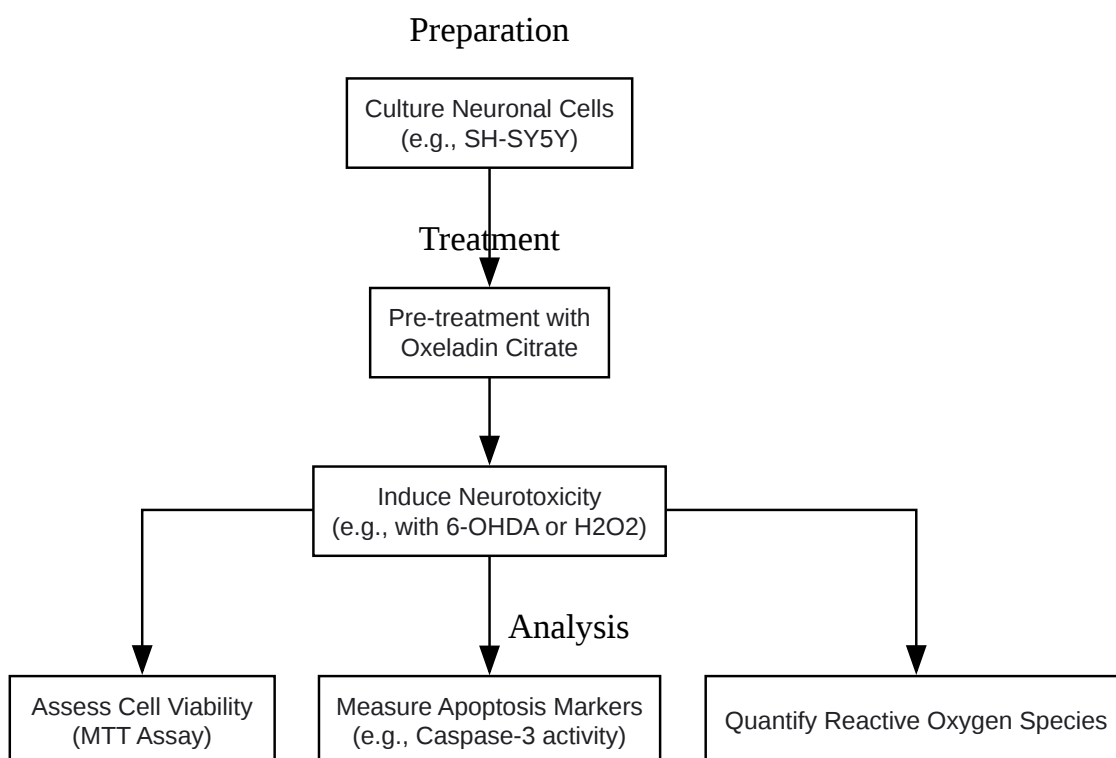 Preparation
Culture Neuronal Cells
(e.g., SH-SY5Y)
Treatment
Pre-treatment with
Oxeladin Citrate
Induce Neurotoxicity
(e.g., with 6-OHDA or H2O2)
Analysis
Assess Cell Viability
(MTT Assay)
Measure Apoptosis Markers
(e.g., Caspase-3 activity)
Quantify Reactive Oxygen Species